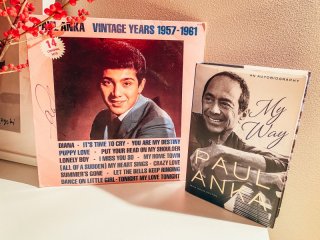 PAUL ANKA VINTAGE YEARS 1957-1961
14
DIANA · IT'S TIME TO CRY · YOU ARE MY DESTINY
PUPPY LOVE · PUT YOUR HEAD ON MY SHOULDER
LONELY BOY · I MISS YOU SO · MY HOME TOWN
(ALL OF A SUDDEN) MY HEART SINGS · CRAZY LOVE
SUMMER'S GONE · LET THE BELLS KEEP RINGING
DANCE ON LITTLE GIRL · TONIGHT MY LOVE TONIGHT
AN AUTOBIOGRAPHY
My
Way
PAUL
ANKA